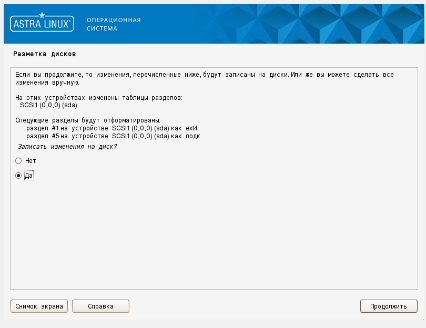 ASTRA LINUX®
ОПЕРАЦИОННАЯ
СИСТЕМА
Разметка дисков
Если вы продолжите, то изменения, перечисленные ниже, будут записаны на диски. Или же вы можете сделать все
изменения вручную.
На этих устройствах изменены таблицы разделов:
SCSI1 (0,0,0) (sda)
Следующие разделы будут отформатированы:
раздел #1 на устройстве SCSI1 (0,0,0) (sda) как ext4
раздел #5 на устройстве SCSI1 (0,0,0) (sda) как подк
Записать изменения на диск?
Нет
Да
Снимок экрана
Справка
Продолжить